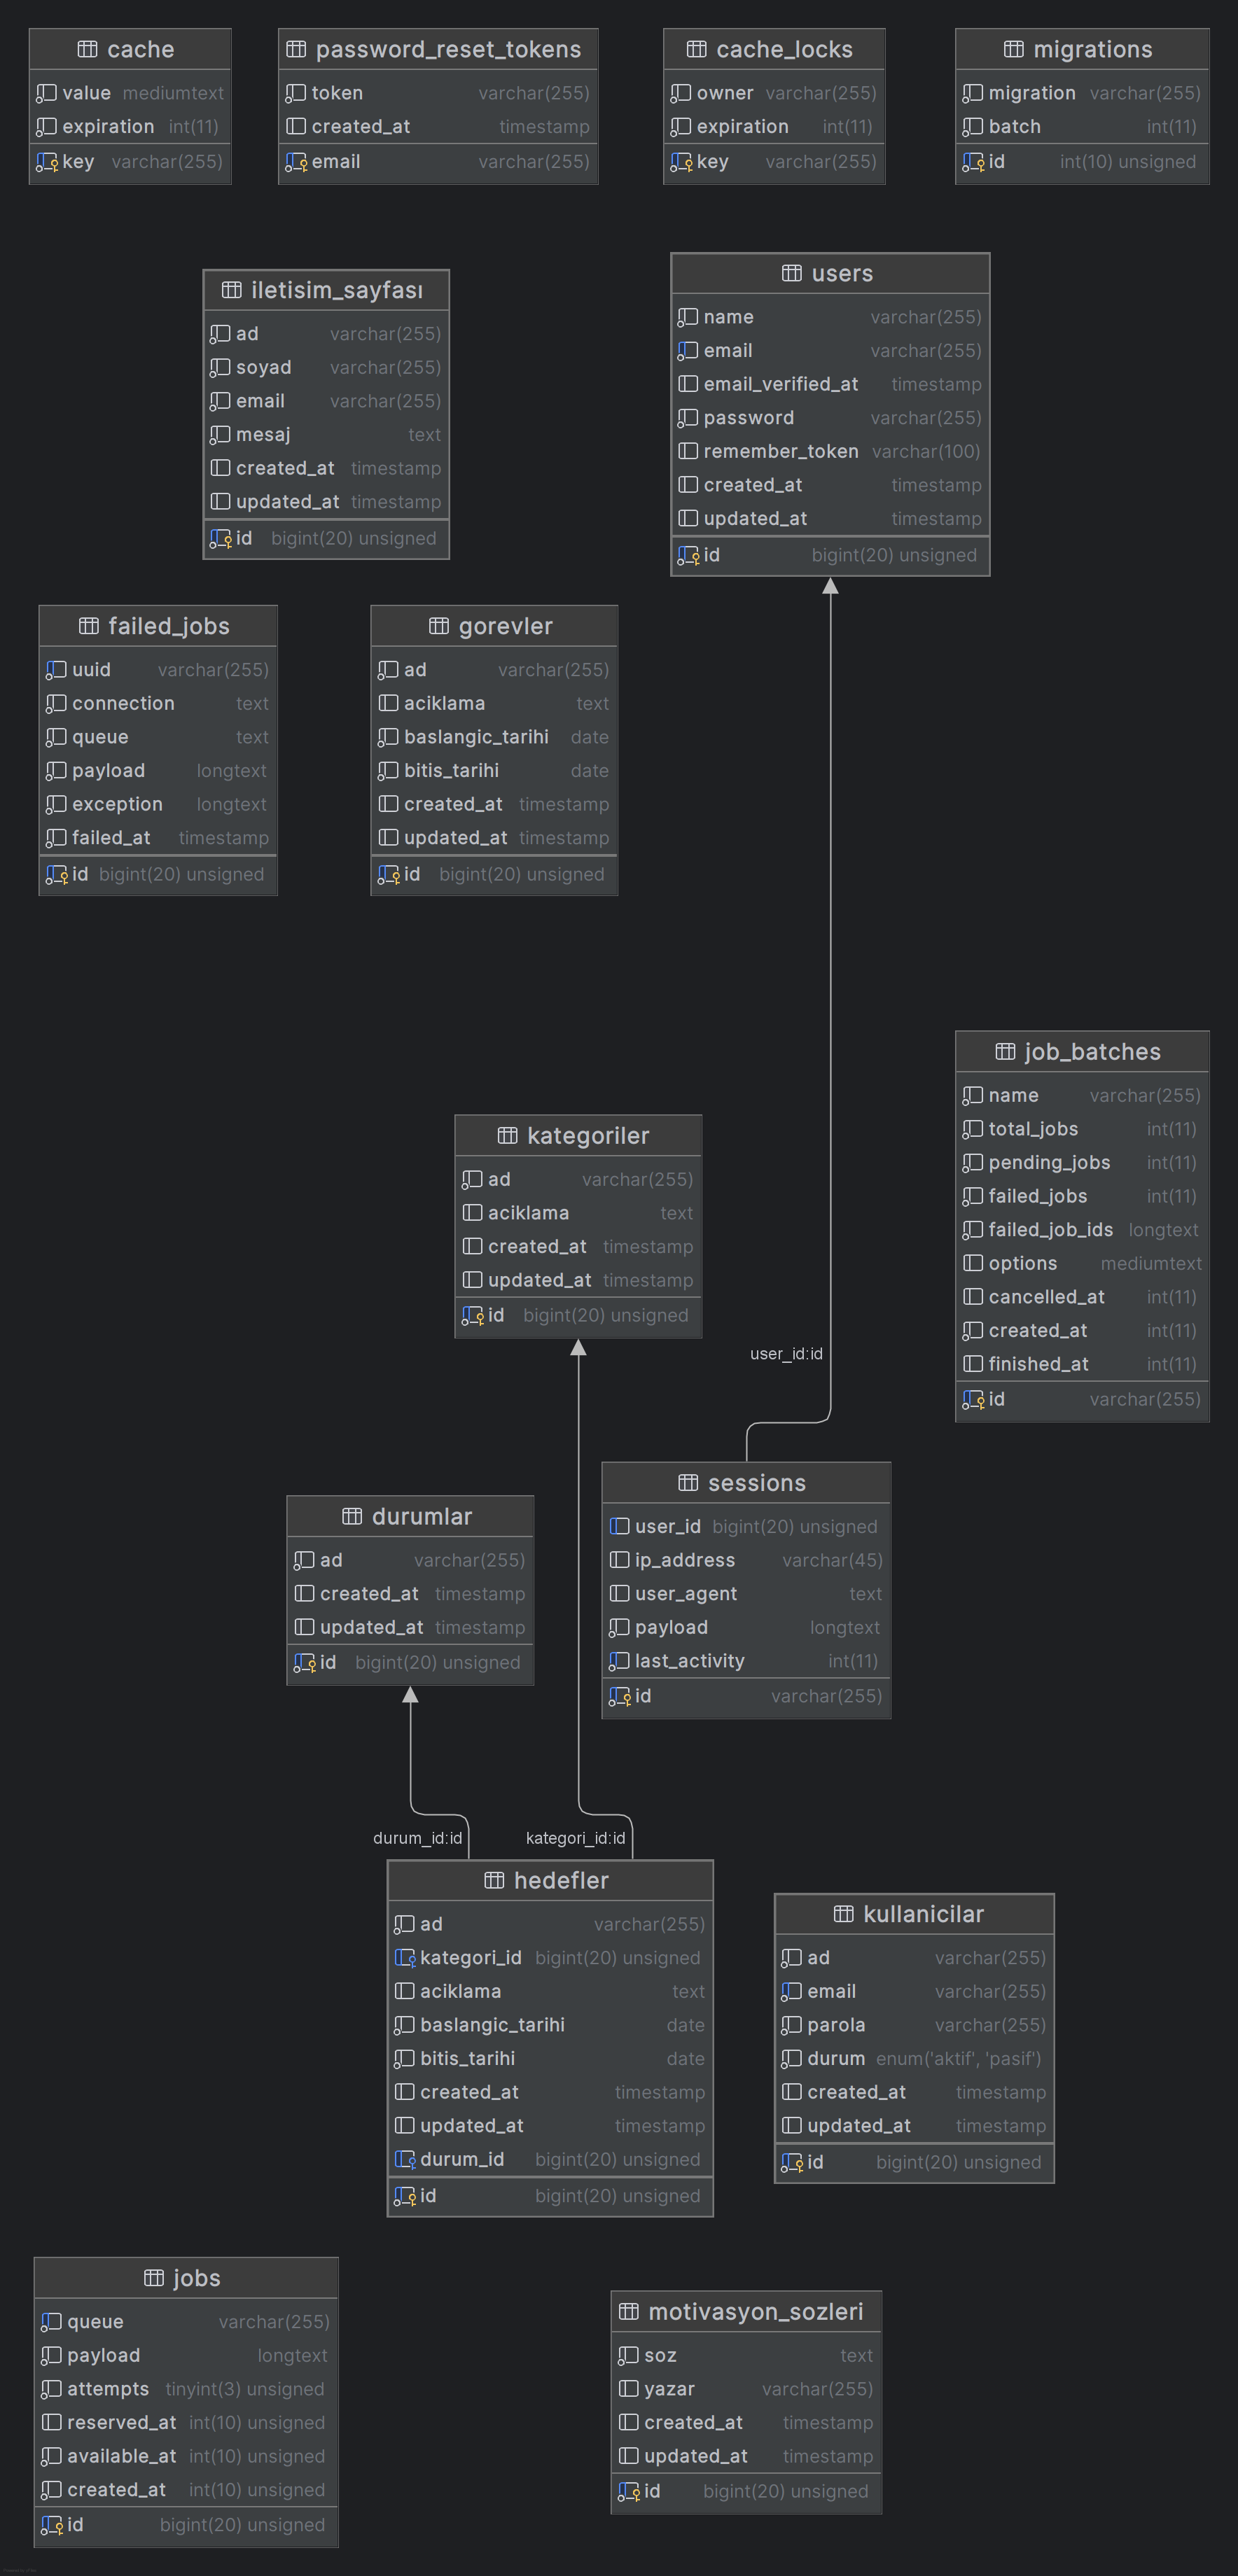 cache
value mediumtext
expiration int(11)
key varchar(255)
password_reset_tokens
token varchar(255)
created_at timestamp
email varchar(255)
cache_locks
owner varchar(255)
expiration int(11)
key varchar(255)
migrations
migration varchar(255)
batch int(11)
id int(10) unsigned
iletisim_sayfası
ad varchar(255)
soyad varchar(255)
email varchar(255)
mesaj text
created_at timestamp
updated_at timestamp
id bigint(20) unsigned
users
name varchar(255)
email varchar(255)
email_verified_at timestamp
password varchar(255)
remember_token varchar(100)
created_at timestamp
updated_at timestamp
id bigint(20) unsigned
failed_jobs
uuid varchar(255)
connection text
queue text
payload longtext
exception longtext
failed_at timestamp
id bigint(20) unsigned
gorevler
ad varchar(255)
aciklama text
baslangic_tarihi date
bitis_tarihi date
created_at timestamp
updated_at timestamp
id bigint(20) unsigned
job_batches
name varchar(255)
total_jobs int(11)
pending_jobs int(11)
failed_jobs int(11)
failed_job_ids longtext
options mediumtext
cancelled_at int(11)
created_at int(11)
finished_at int(11)
id varchar(255)
kategoriler
ad varchar(255)
aciklama text
created_at timestamp
updated_at timestamp
id bigint(20) unsigned
user_id:id
sessions
user_id bigint(20) unsigned
ip_address varchar(45)
user_agent text
payload longtext
last_activity int(11)
id varchar(255)
durumlar
ad varchar(255)
created_at timestamp
updated_at timestamp
id bigint(20) unsigned
durum_id:id
kategori_id:id
hedefler
ad varchar(255)
kategori_id bigint(20) unsigned
aciklama text
baslangic_tarihi date
bitis_tarihi date
created_at timestamp
updated_at timestamp
durum_id bigint(20) unsigned
id bigint(20) unsigned
kullanicilar
ad varchar(255)
email varchar(255)
parola varchar(255)
durum enum('aktif', 'pasif')
created_at timestamp
updated_at timestamp
id bigint(20) unsigned
jobs
queue varchar(255)
payload longtext
attempts tinyint(3) unsigned
reserved_at int(10) unsigned
available_at int(10) unsigned
created_at int(10) unsigned
id bigint(20) unsigned
motivasyon_sozleri
soz text
yazar varchar(255)
created_at timestamp
updated_at timestamp
id bigint(20) unsigned